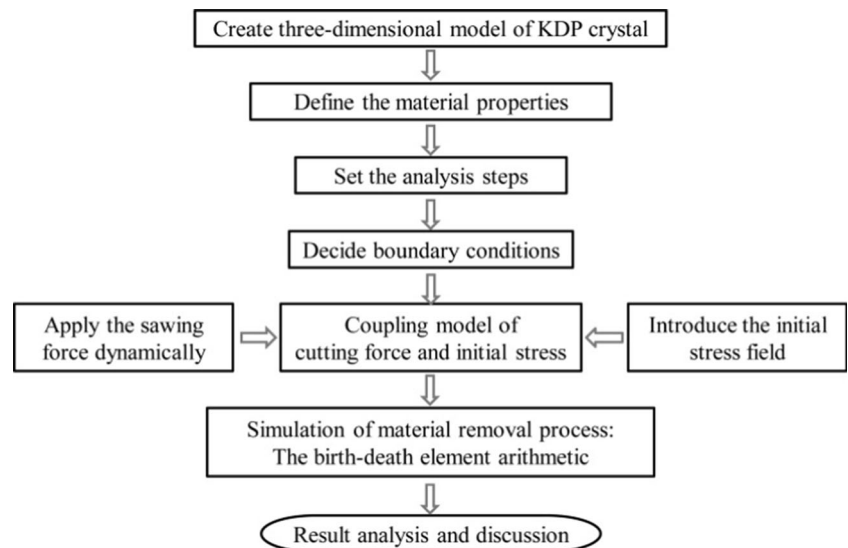 Create three-dimensional model of KDP crystal
Define the material properties
Set the analysis steps
Decide boundary conditions
Apply the sawing
force dynamically
Coupling model of
cutting force and initial stress
Introduce the initial
stress field
Simulation of material removal process:
The birth-death element arithmetic
Result analysis and discussion